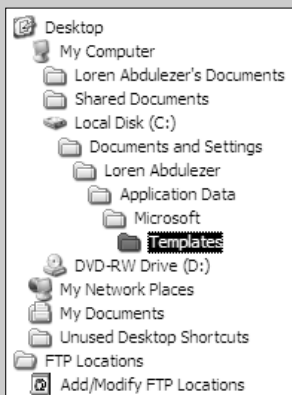 Desktop
My Computer
Loren Abdulezer's Documents
Shared Documents
Local Disk (C:)
Documents and Settings
Loren Abdulezer
Application Data
Microsoft
Templates
DVD-RW Drive (D:)
My Network Places
My Documents
Unused Desktop Shortcuts
FTP Locations
Add/Modify FTP Locations